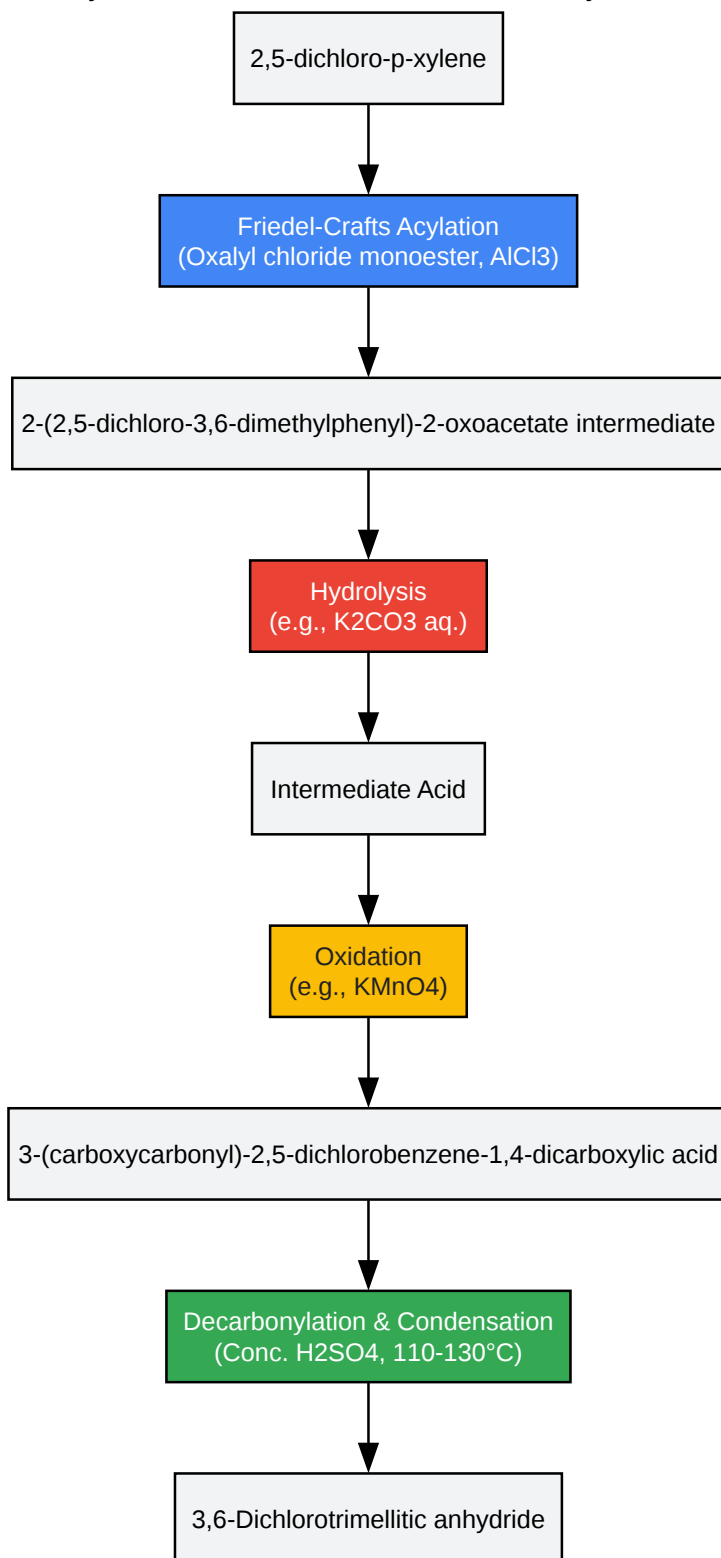 2,5-dichloro-p-xylene
Friedel-Crafts Acylation
(Oxalyl chloride monoester, AlCl3)
2-(2,5-dichloro-3,6-dimethylphenyl)-2-oxoacetate intermediate
Hydrolysis
(e.g., K2CO3 aq.)
Intermediate Acid
Oxidation
(e.g., KMnO4)
3-(carboxycarbonyl)-2,5-dichlorobenzene-1,4-dicarboxylic acid
Decarbonylation & Condensation
(Conc. H2SO4, 110-130°C)
3,6-Dichlorotrimellitic anhydride